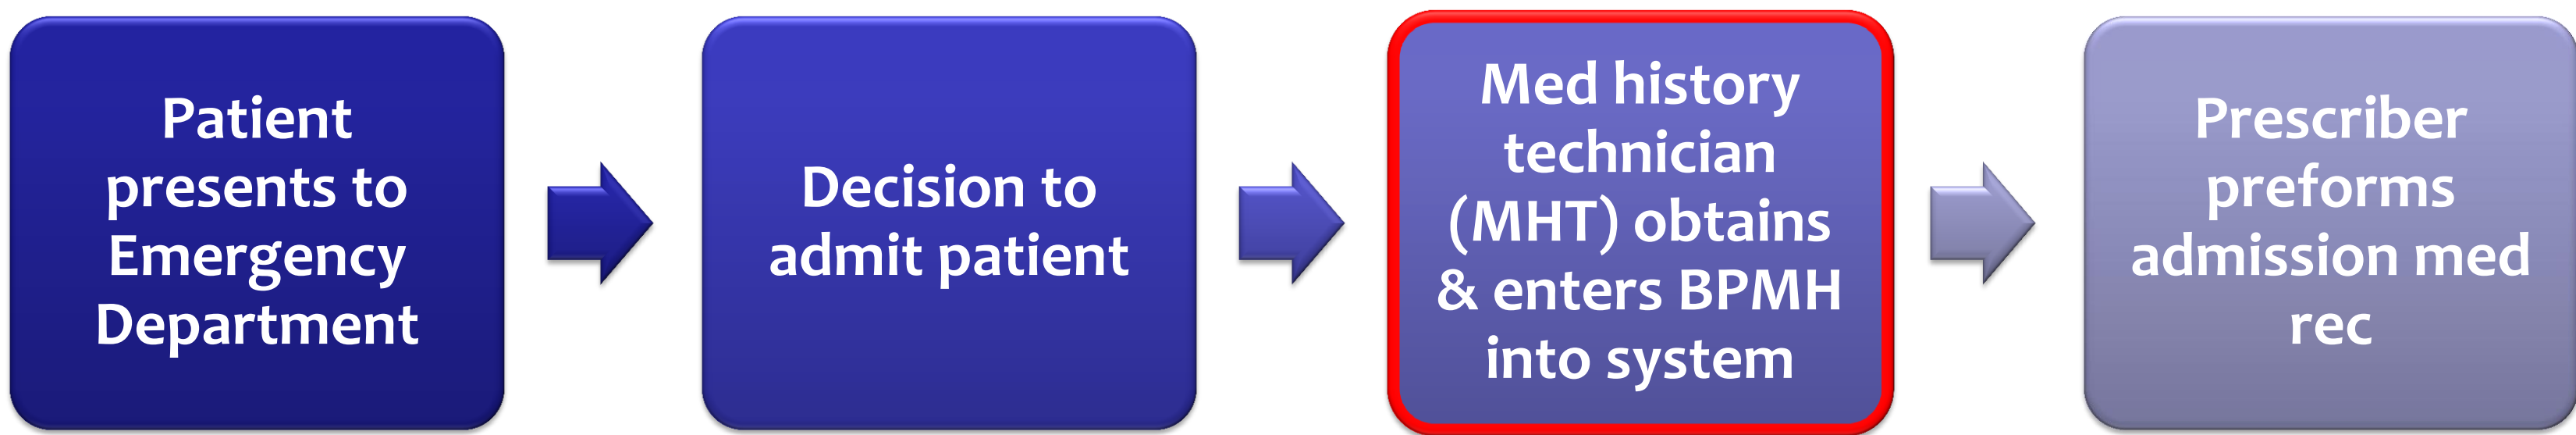 Patient
presents to
Emergency
Department
Decision to
admit patient
Med history
technician
(MHT) obtains
& enters BPMH
into system
Prescriber
preforms
admission med
rec